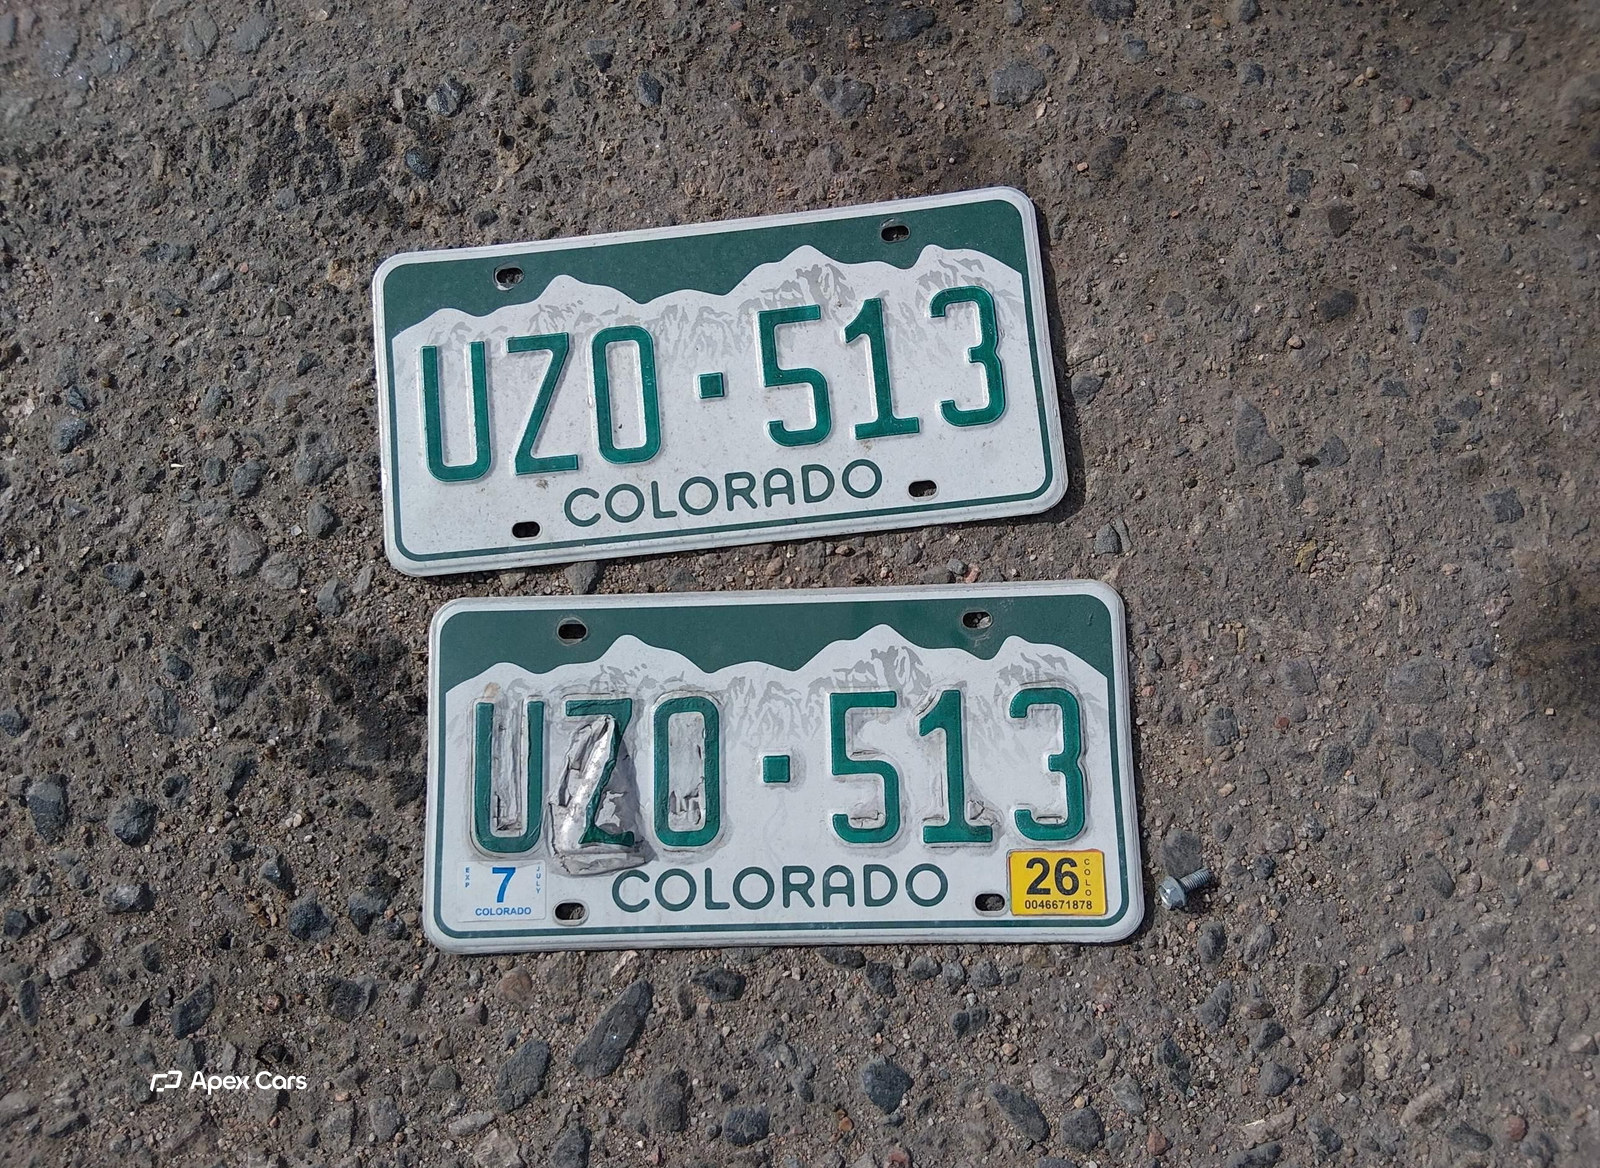 UZO·513
COLORADO
UZO·513
EXP 7 JULY
COLORADO
COLORADO
26 COLO
0046671878
Apex Cars